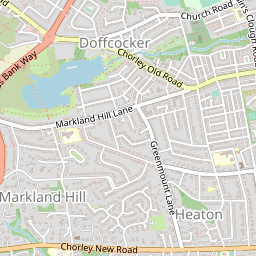 Church Road
Doffcocker
Chorley Old Road
Bank Way
Clough
Markland Hill Lane
Greenmount Lane
Markland Hill
Heaton
Chorley New Road